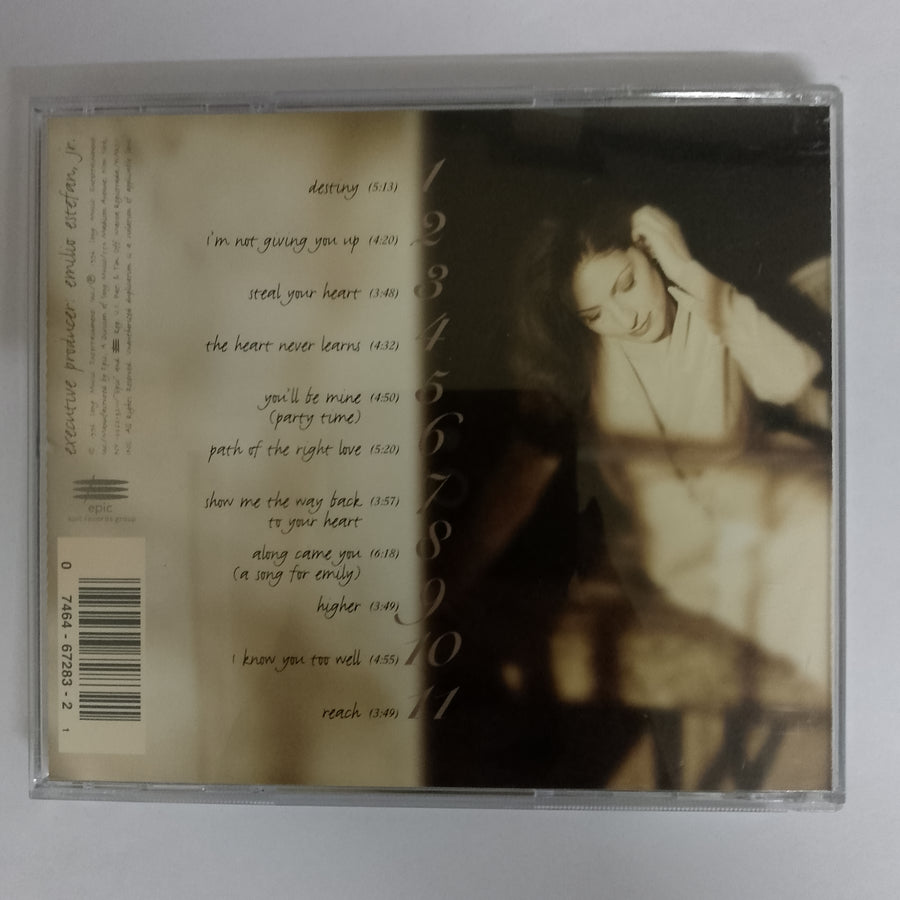 destiny (5:13) 1
i'm not giving you up (4:20) 2
steal your heart (3:48) 3
the heart never learns (4:32) 4
you'll be mine (4:50) 5
(party time)
path of the right love (5:20) 6
show me the way back (3:57) 7
to your heart
along came you (6:18) 8
(a song for emily)
higher (3:49) 9
i know you too well (4:55) 10
reach (3:49) 11
executive producer: emilio estefan, jr.
epic
epic records group
0 7464-67283-2 1